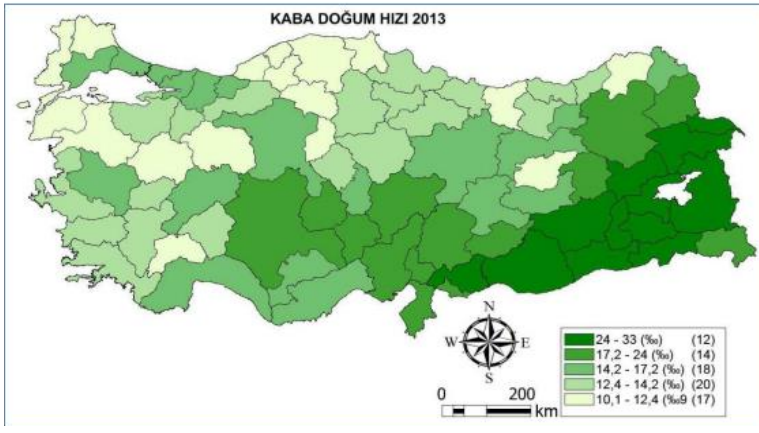 KABA DOĞUM HIZI 2013
N
W E
S
0 200
km
24 - 33 (‰) (12)
17,2 - 24 (‰) (14)
14,2 - 17,2 (‰) (18)
12,4 - 14,2 (‰) (20)
10,1 - 12,4 (‰9 (17)